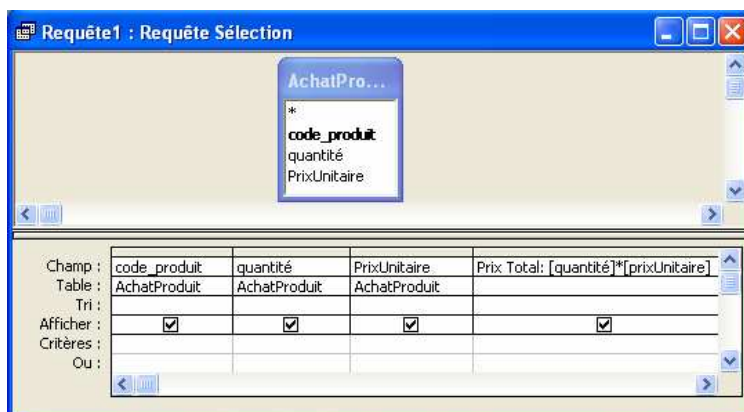 Requête1 : Requête Sélection
AchatPro...
*
code_produit
quantité
PrixUnitaire
Champ : code_produit quantité PrixUnitaire Prix Total: [quantité]*[prixUnitaire]
Table : AchatProduit AchatProduit AchatProduit
Tri :
Afficher :
Critères :
Ou :